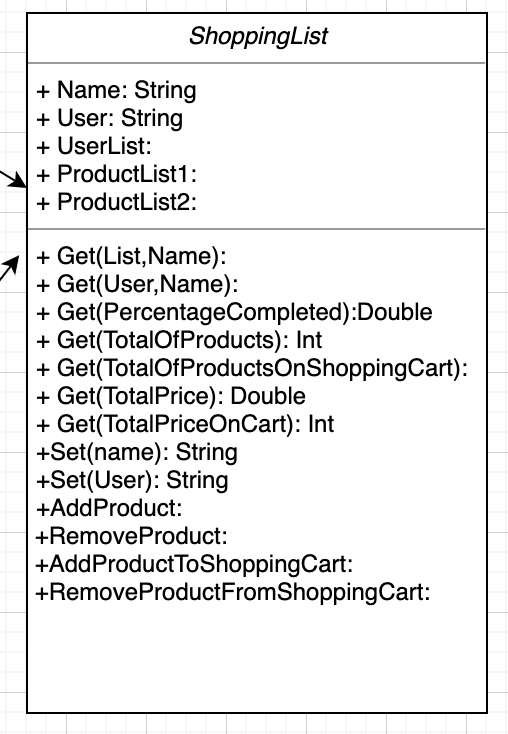 ShoppingList
+ Name: String
+ User: String
+ UserList:
+ ProductList1:
+ ProductList2:
+ Get(List,Name):
+ Get(User,Name):
+ Get(PercentageCompleted):Double
+ Get(TotalOfProducts): Int
+ Get(TotalOfProductsOnShoppingCart):
+ Get(TotalPrice): Double
+ Get(TotalPriceOnCart): Int
+Set(name): String
+Set(User): String
+AddProduct:
+RemoveProduct:
+AddProductToShoppingCart:
+RemoveProductFromShoppingCart: